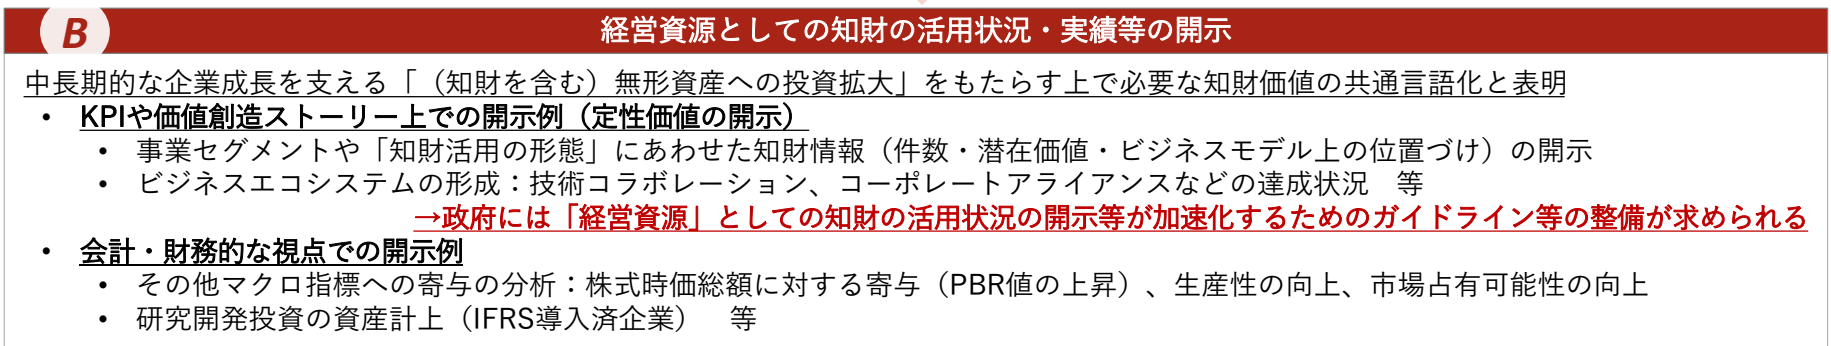 B
経営資源としての知財の活用状況・実績等の開示
中長期的な企業成長を支える「（知財を含む）無形資産への投資拡大」をもたらす上で必要な知財価値の共通言語化と表明
• KPIや価値創造ストーリー上での開示例（定性価値の開示）
• 事業セグメントや「知財活用の形態」にあわせた知財情報（件数・潜在価値・ビジネスモデル上の位置づけ）の開示
• ビジネスエコシステムの形成：技術コラボレーション、コーポレートアライアンスなどの達成状況　等
→政府には「経営資源」としての知財の活用状況の開示等が加速化するためのガイドライン等の整備が求められる
• 会計・財務的な視点での開示例
• その他マクロ指標への寄与の分析：株式時価総額に対する寄与（PBR値の上昇）、生産性の向上、市場占有可能性の向上
• 研究開発投資の資産計上（IFRS導入済企業）　等